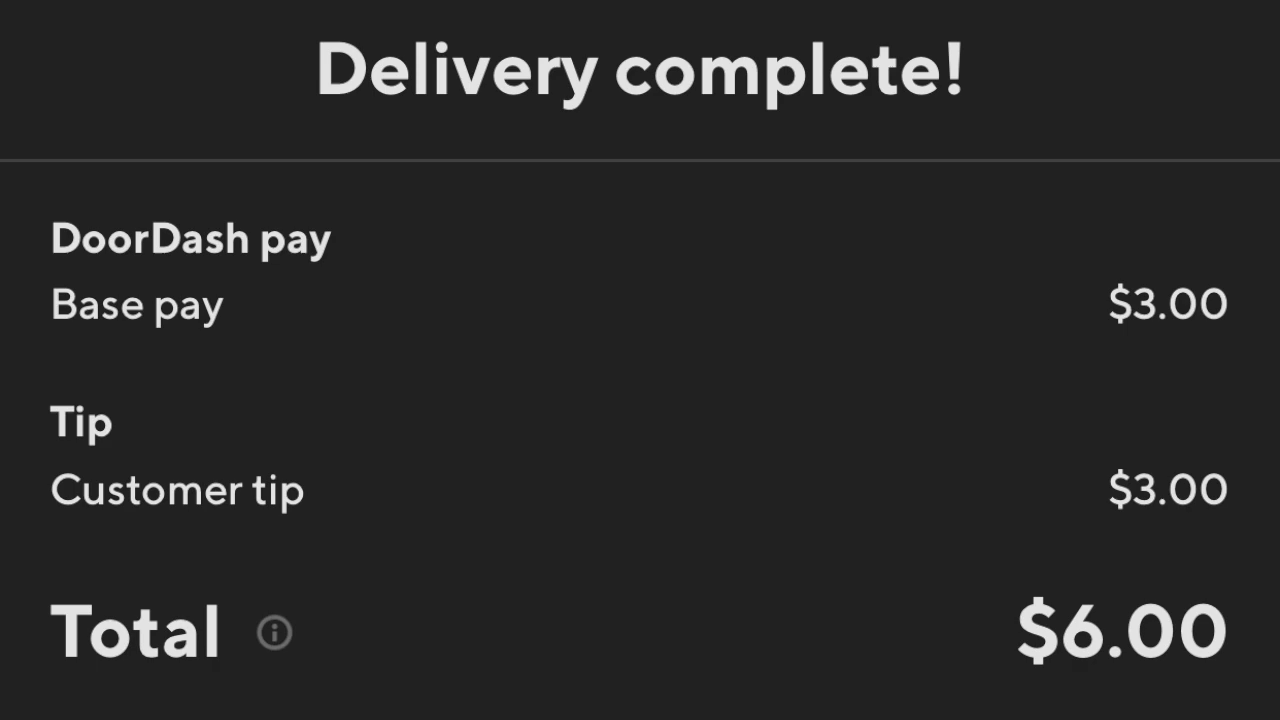 Delivery complete!
DoorDash pay
Base pay $3.00
Tip
Customer tip $3.00
Total $6.00